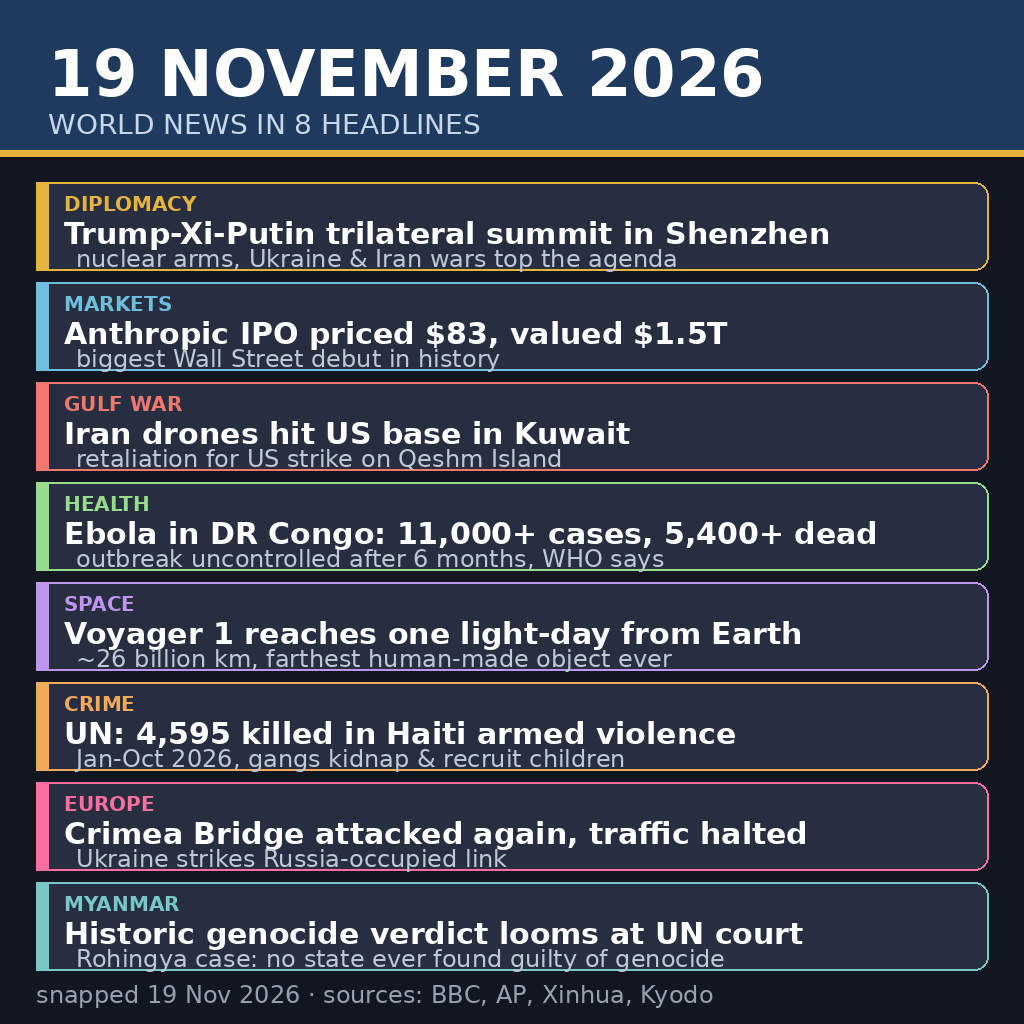 19 NOVEMBER 2026
WORLD NEWS IN 8 HEADLINES
DIPLOMACY
Trump-Xi-Putin trilateral summit in Shenzhen
nuclear arms, Ukraine & Iran wars top the agenda
MARKETS
Anthropic IPO priced $83, valued $1.5T
biggest Wall Street debut in history
GULF WAR
Iran drones hit US base in Kuwait
retaliation for US strike on Qeshm Island
HEALTH
Ebola in DR Congo: 11,000+ cases, 5,400+ dead
outbreak uncontrolled after 6 months, WHO says
SPACE
Voyager 1 reaches one light-day from Earth
~26 billion km, farthest human-made object ever
CRIME
UN: 4,595 killed in Haiti armed violence
Jan-Oct 2026, gangs kidnap & recruit children
EUROPE
Crimea Bridge attacked again, traffic halted
Ukraine strikes Russia-occupied link
MYANMAR
Historic genocide verdict looms at UN court
Rohingya case: no state ever found guilty of genocide
snapped 19 Nov 2026 · sources: BBC, AP, Xinhua, Kyodo